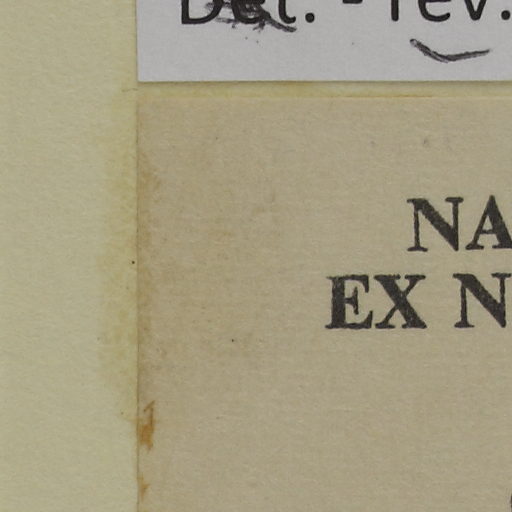 Det. - rev.
NA
EX N